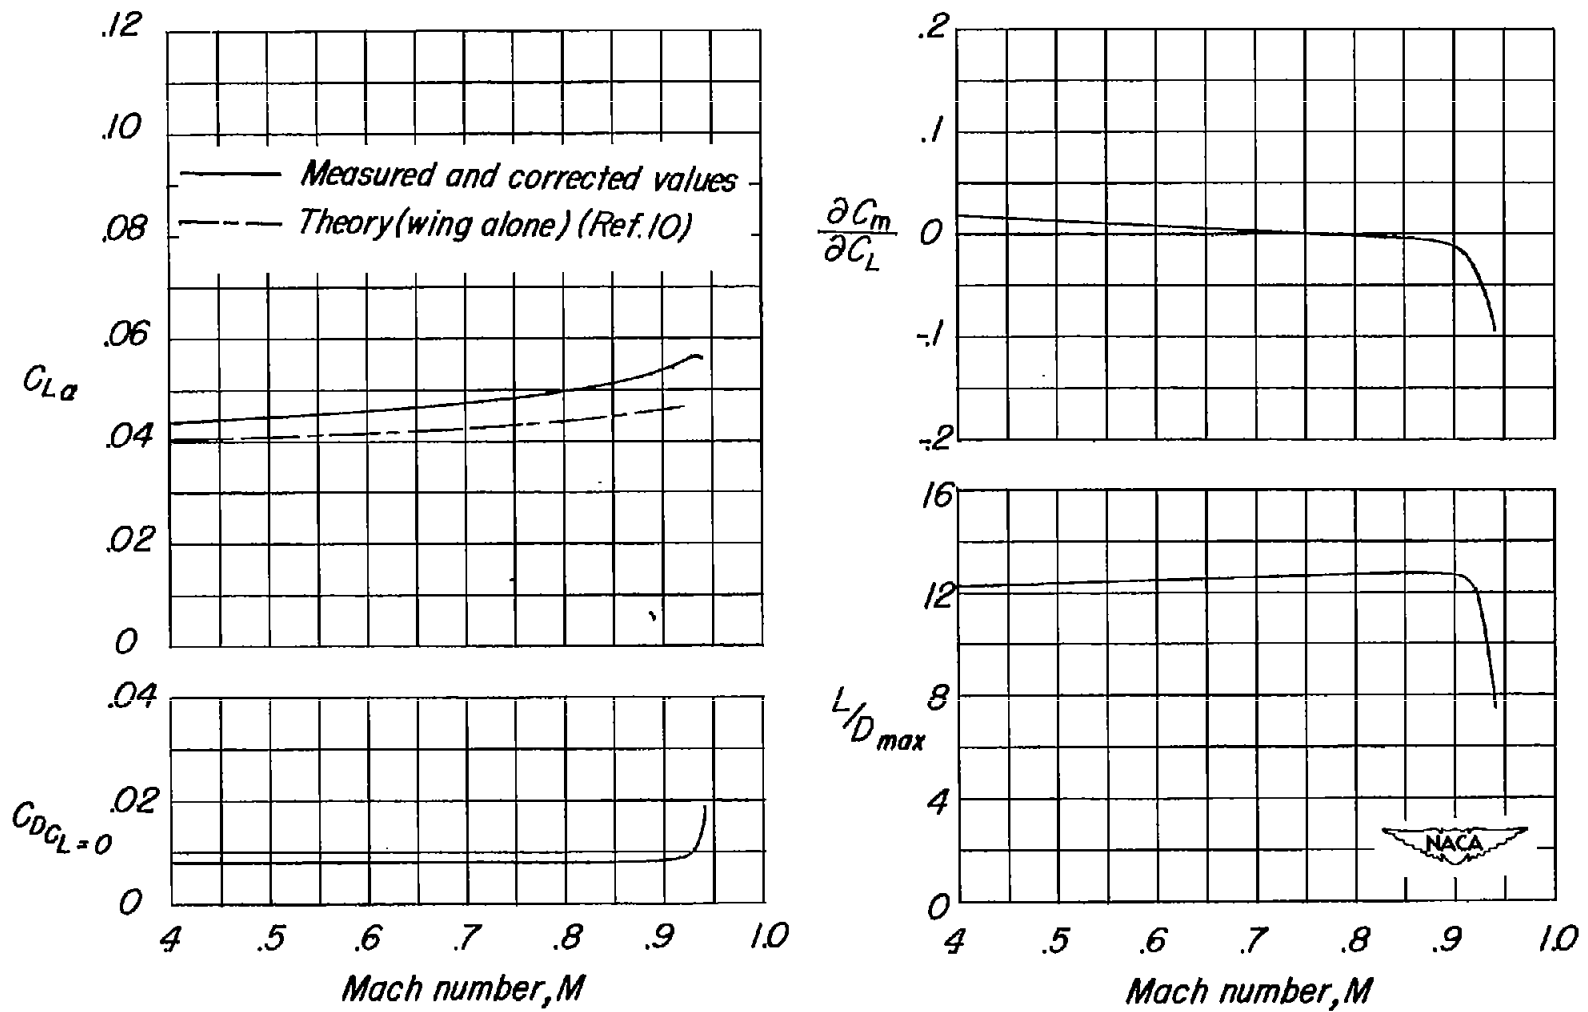 .12
.10
.08
.06
.04
.02
0
Measured and corrected values
Theory (wing alone) (Ref. 10)
CLα
.04
.02
0
CDCL=0
.4 .5 .6 .7 .8 .9 1.0
Mach number, M
.2
.1
0
-.1
-.2
∂Cm
∂CL
16
12
8
4
0
L/Dmax
NACA
.4 .5 .6 .7 .8 .9 1.0
Mach number, M